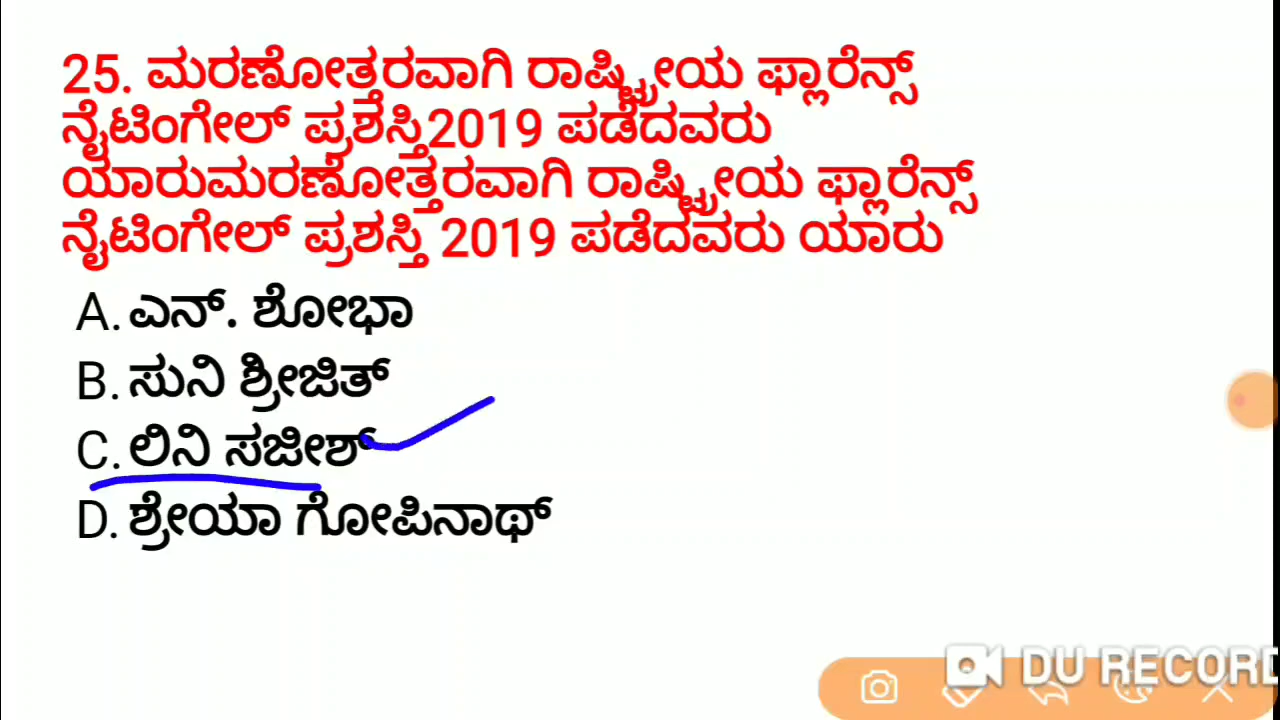 25. ಮರಣೋತ್ತರವಾಗಿ ರಾಷ್ಟ್ರೀಯ ಫ್ಲಾರೆನ್ಸ್
ನೈಟಿಂಗೇಲ್ ಪ್ರಶಸ್ತಿ2019 ಪಡೆದವರು
ಯಾರುಮರಣೋತ್ತರವಾಗಿ ರಾಷ್ಟ್ರೀಯ ಫ್ಲಾರೆನ್ಸ್
ನೈಟಿಂಗೇಲ್ ಪ್ರಶಸ್ತಿ 2019 ಪಡೆದವರು ಯಾರು
A. ಎನ್. ಶೋಭಾ
B. ಸುನಿ ಶ್ರೀಜಿತ್
C. ಲಿನಿ ಸಜೀಶ್
D. ಶ್ರೇಯಾ ಗೋಪಿನಾಥ್
DU RECORD